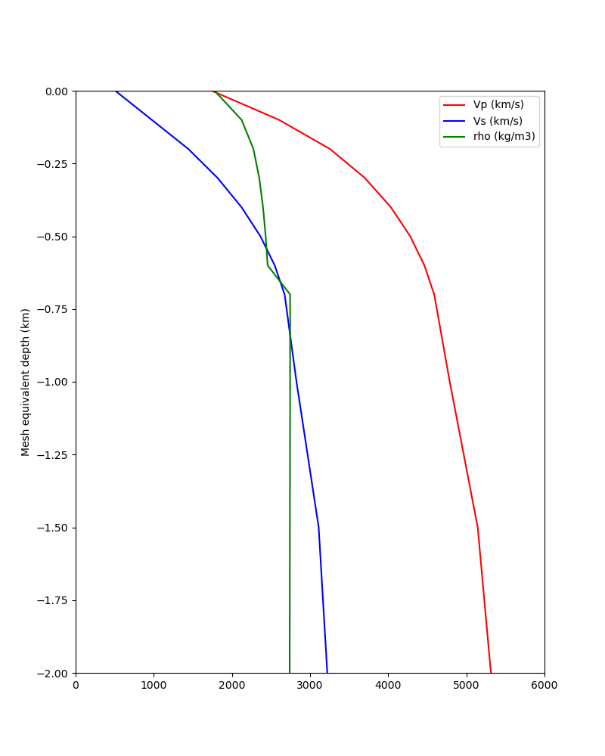 0.00
−0.25
−0.50
−0.75
−1.00
−1.25
−1.50
−1.75
−2.00
Mesh equivalent depth (km)
Vp (km/s)
Vs (km/s)
rho (kg/m3)
0 1000 2000 3000 4000 5000 6000